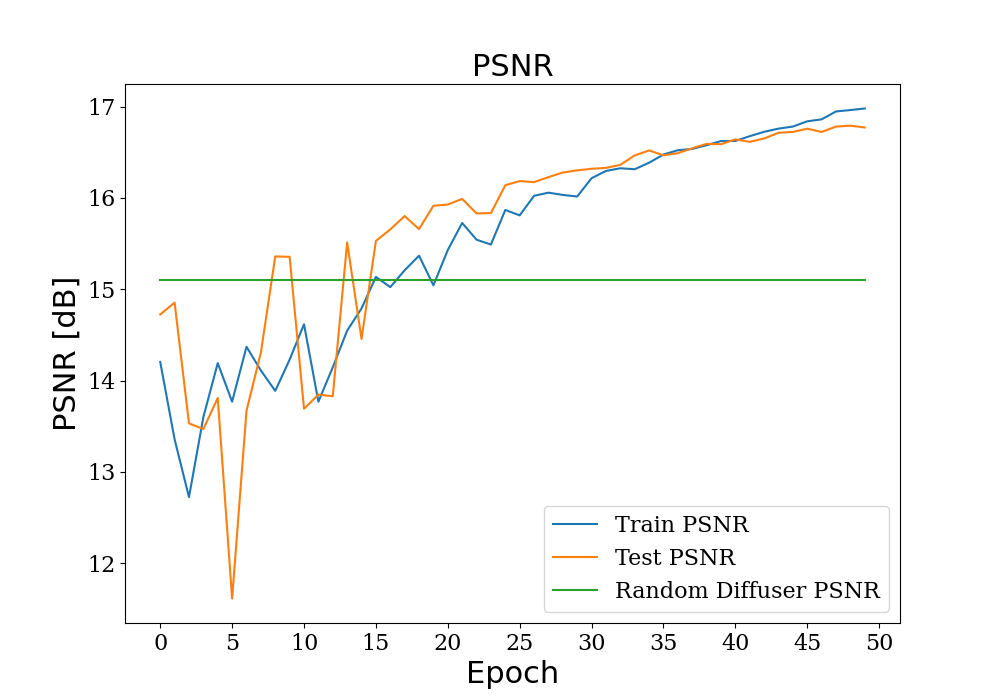 PSNR
PSNR [dB]
17
16
15
14
13
12
Train PSNR
Test PSNR
Random Diffuser PSNR
0 5 10 15 20 25 30 35 40 45 50
Epoch